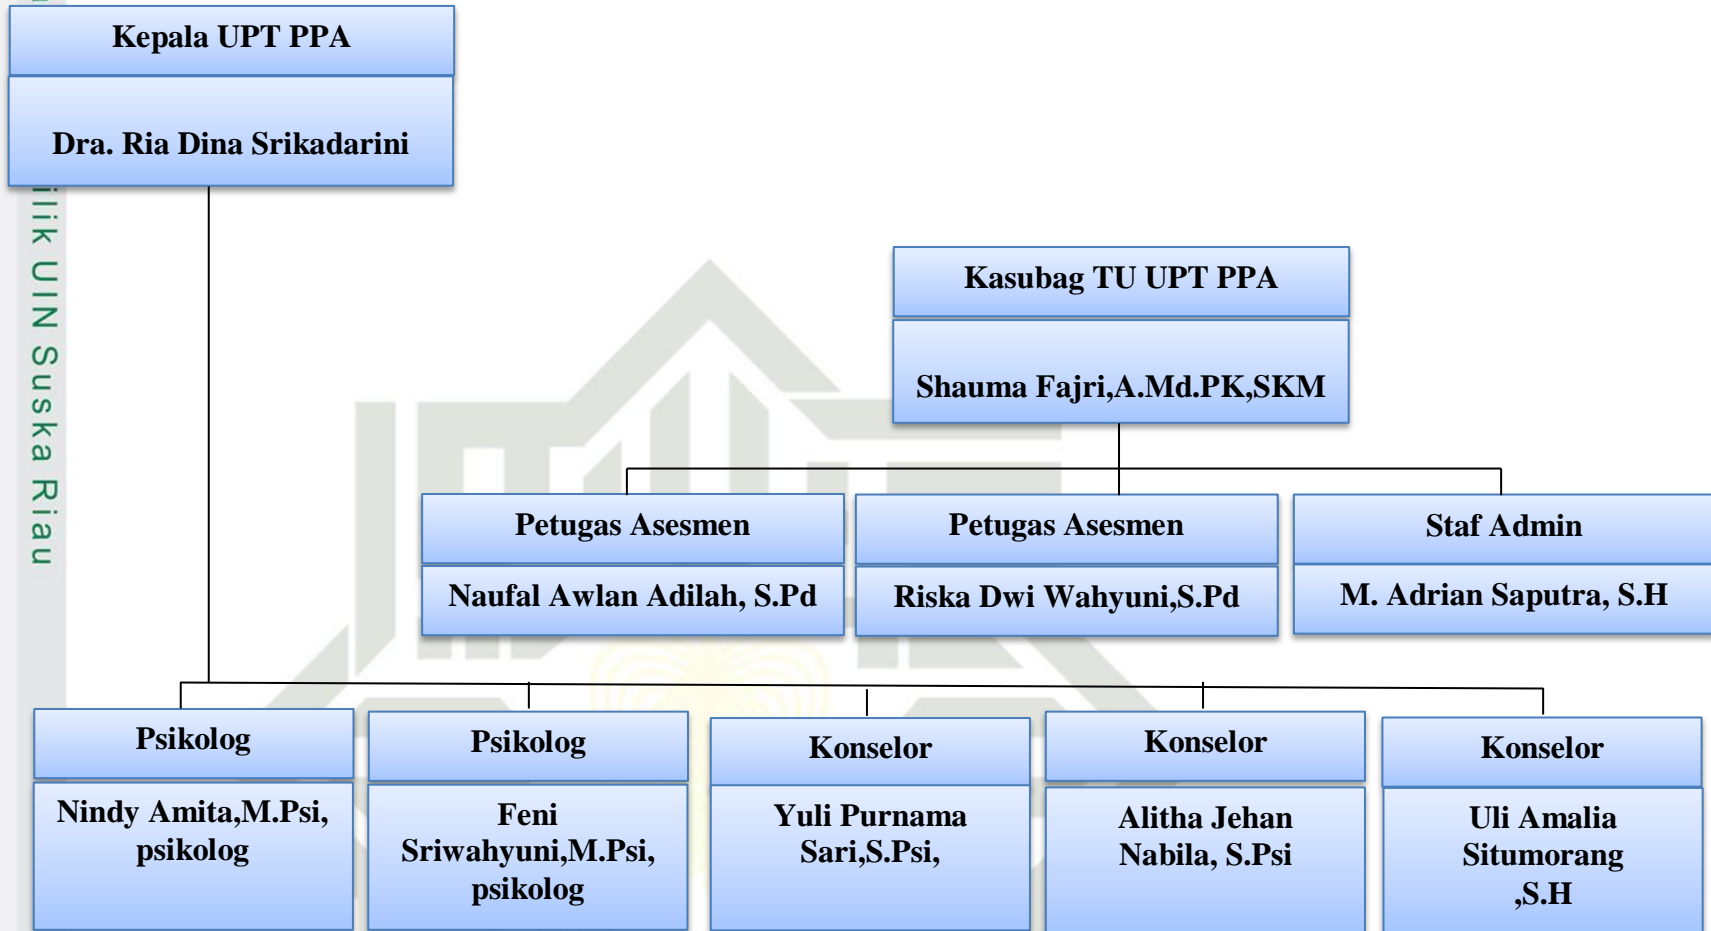 Kepala UPT PPA
Dra. Ria Dina Srikadarini
ilik UIN Suska Riau
Kasubag TU UPT PPA
Shauma Fajri,A.Md.PK,SKM
Petugas Asesmen
Naufal Awlan Adilah, S.Pd
Petugas Asesmen
Riska Dwi Wahyuni,S.Pd
Staf Admin
M. Adrian Saputra, S.H
Psikolog
Nindy Amita,M.Psi,
psikolog
Psikolog
Feni
Sriwahyuni,M.Psi,
psikolog
Konselor
Yuli Purnama
Sari,S.Psi,
Konselor
Alitha Jehan
Nabila, S.Psi
Konselor
Uli Amalia
Situmorang
,S.H